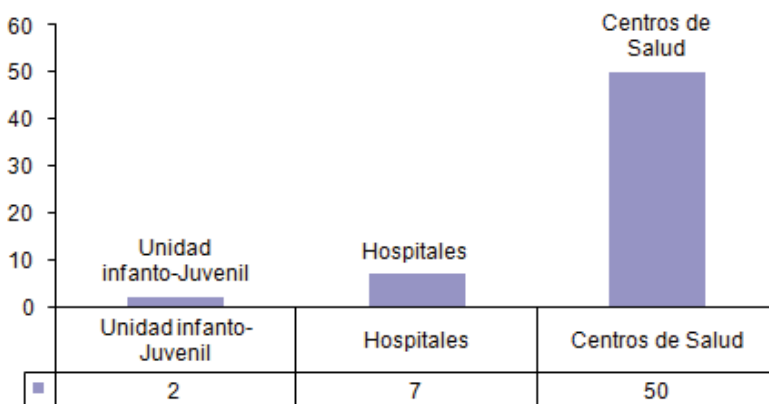 60
50
40
30
20
10
0
Unidad
infanto-Juvenil
Hospitales
Centros de
Salud
Unidad infanto-
Juvenil
Hospitales
Centros de Salud
2
7
50